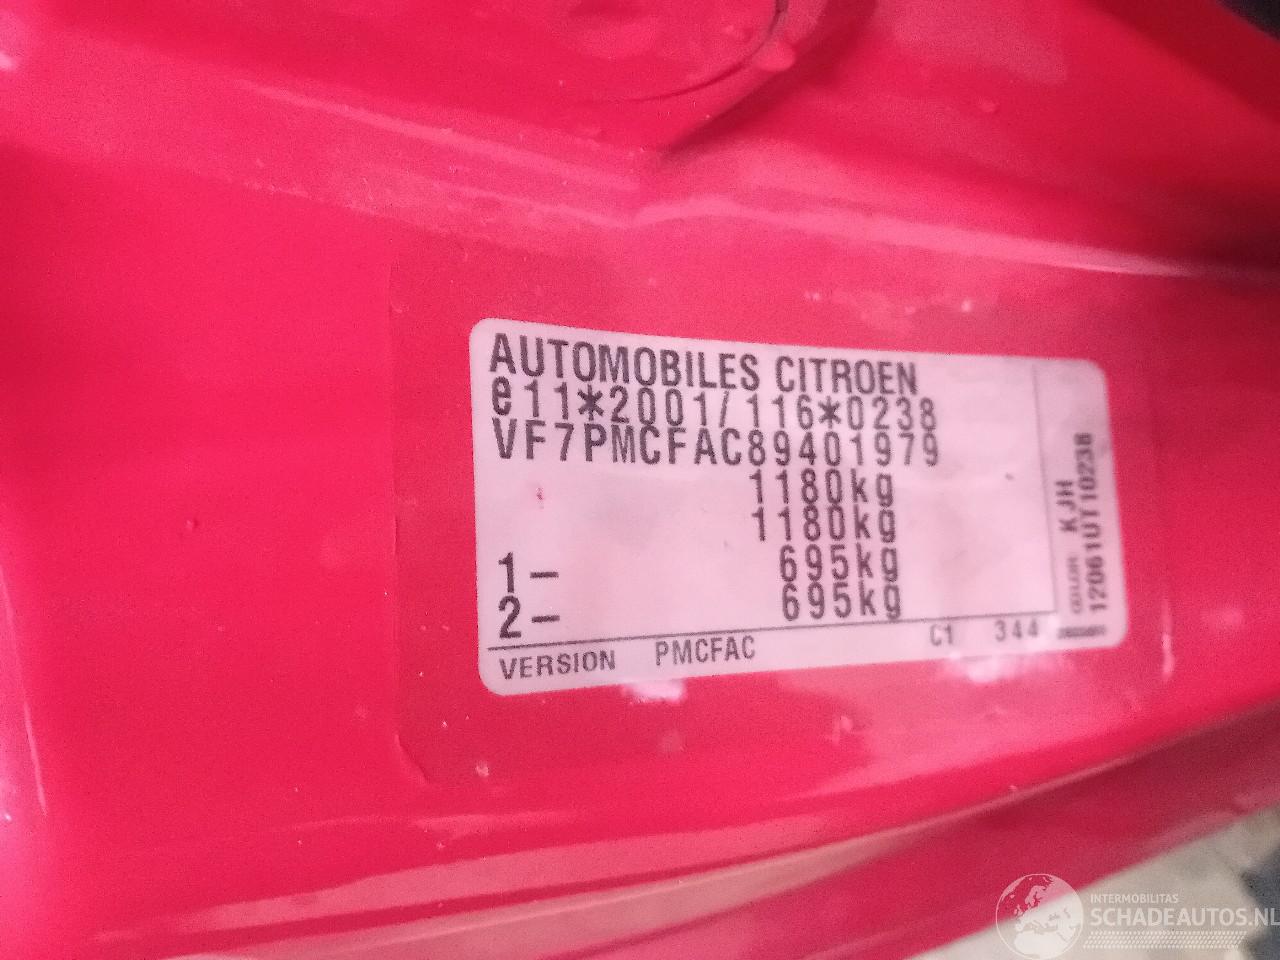 AUTOMOBILES CITROEN
e11*2001/116*0238
VF7PMCFAC89401979
1180kg
1180kg
1- 695kg
2- 695kg
VERSION PMCFAC C1 344
KJH
12061UT10238
INTERMOBILITAS
SCHADEAUTOS.NL